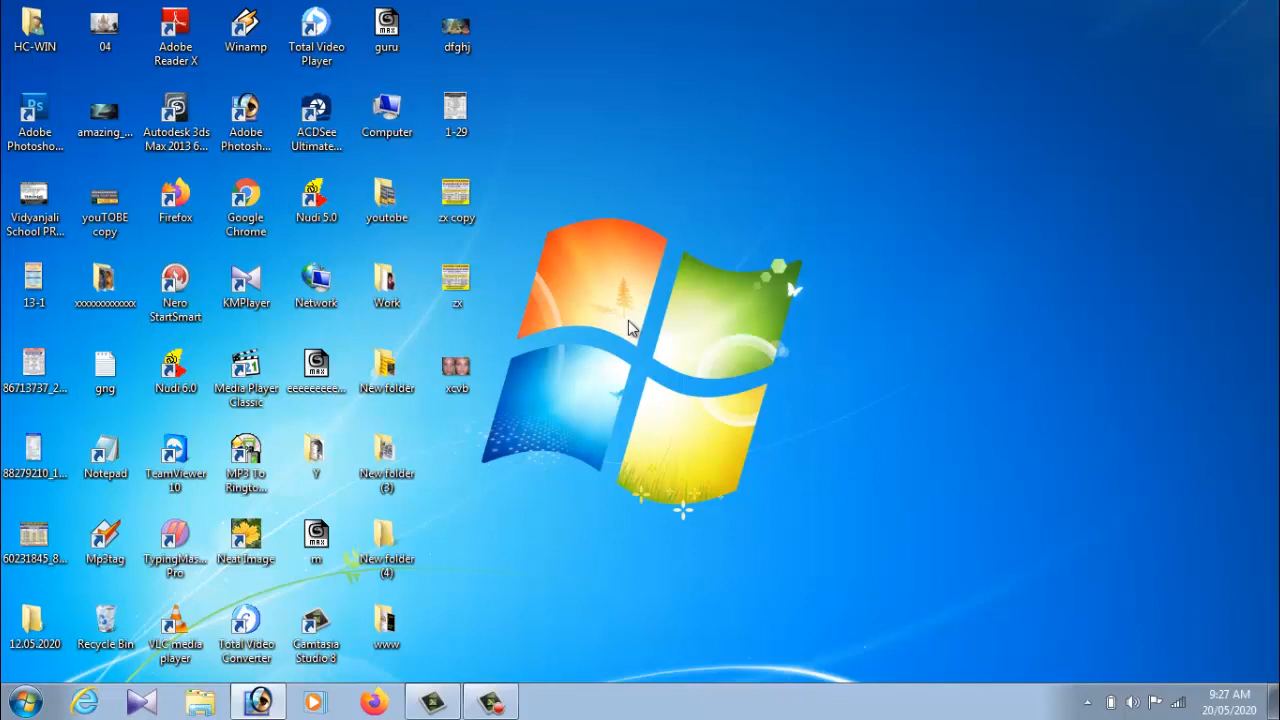 HC-WIN
04
Adobe
Reader X
Winamp
Total Video
Player
guru
dfghj
Adobe
Photosho...
amazing_...
Autodesk 3ds
Max 2013 6...
Adobe
Photosh...
ACDSee
Ultimate...
Computer
1-29
Vidyanjali
School PR...
youTOBE
copy
Firefox
Google
Chrome
Nudi 5.0
youtobe
zx copy
13-1
xxxxxxxxxxxxx
Nero
StartSmart
KMPlayer
Network
Work
zx
86713737_2...
gng
Nudi 6.0
Media Player
Classic
eeeeeeeee...
New folder
xcvb
88279210_1...
Notepad
TeamViewer
10
MP3 To
Ringto...
Y
New folder
(3)
60231845_8...
Mp3tag
TypingMas...
Pro
Neat Image
m
New folder
(4)
12.05.2020
Recycle Bin
VLC media
player
Total Video
Converter
Camtasia
Studio 8
www
9:27 AM
20/05/2020